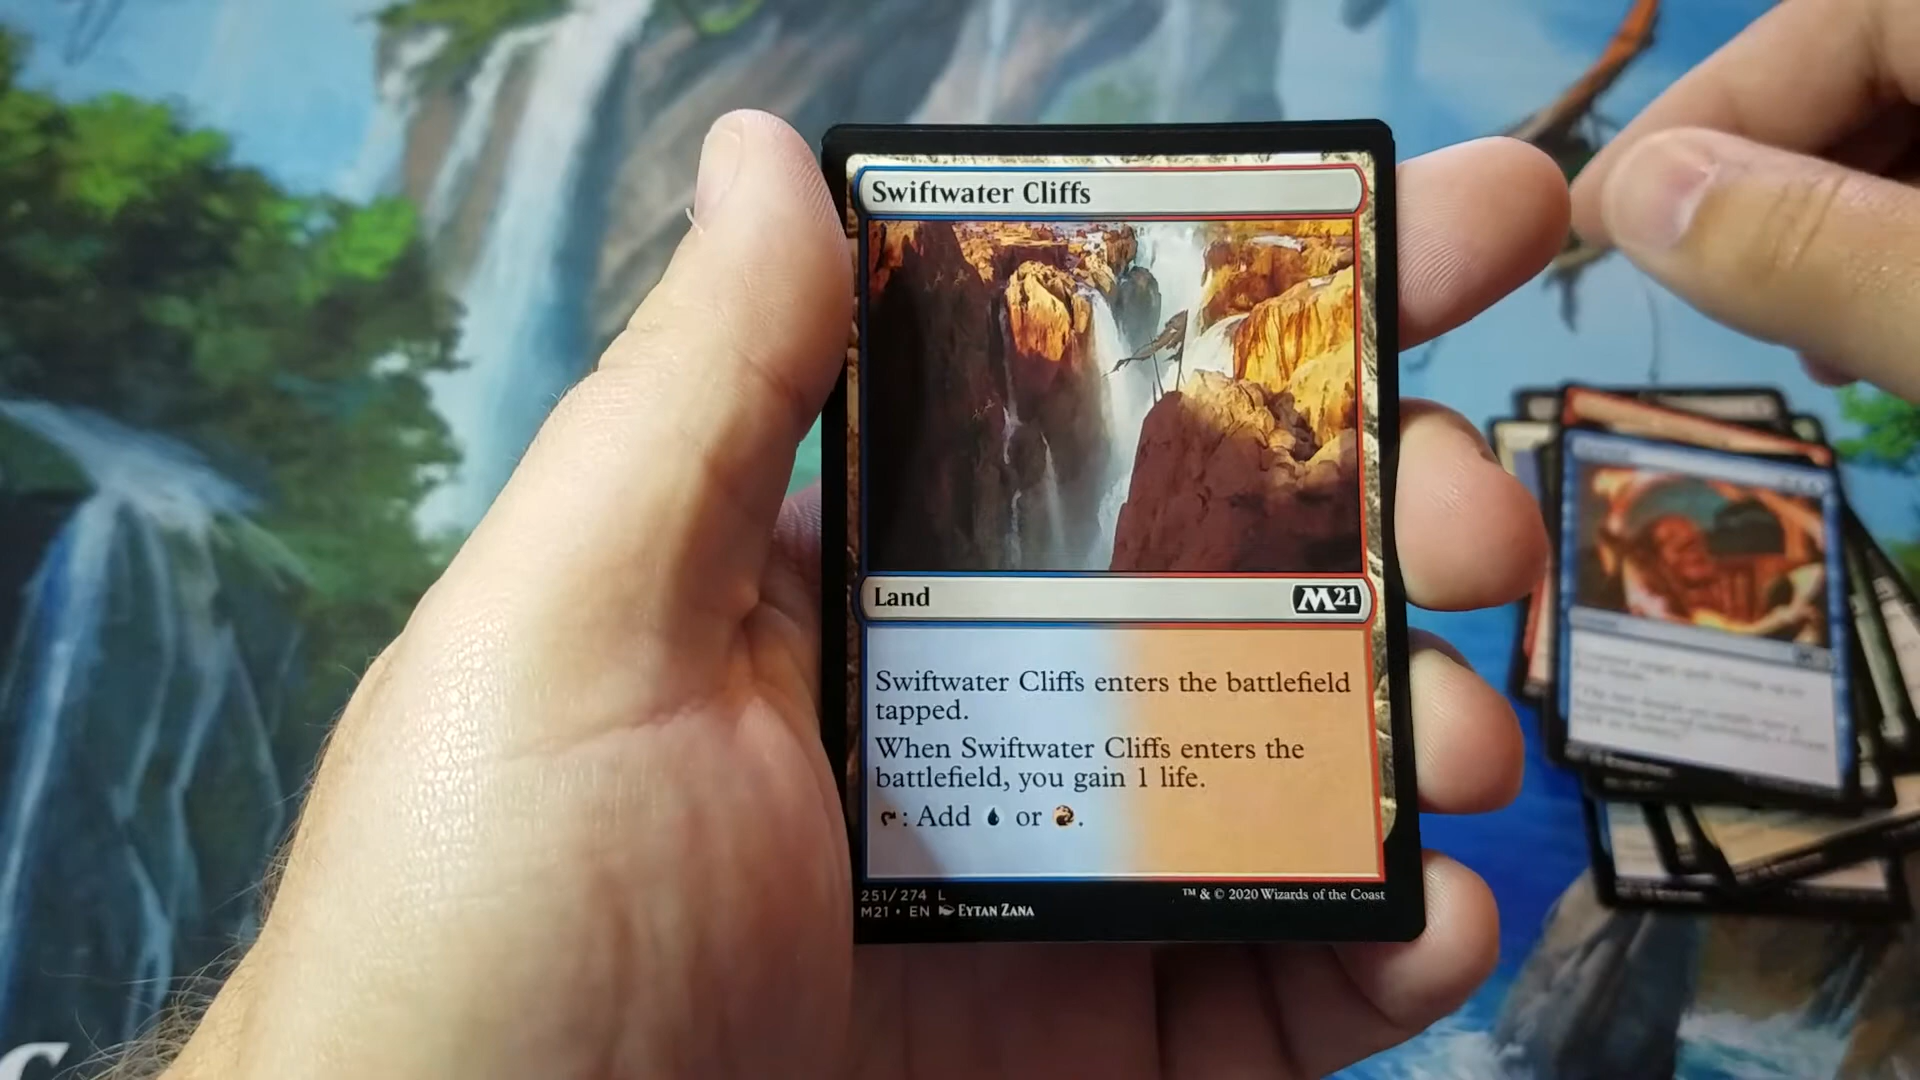 Swiftwater Cliffs
Land
M21
Swiftwater Cliffs enters the battlefield
tapped.
When Swiftwater Cliffs enters the
battlefield, you gain 1 life.
: Add or .
251/274 L
M21 • EN EYTAN ZANA
™ & © 2020 Wizards of the Coast